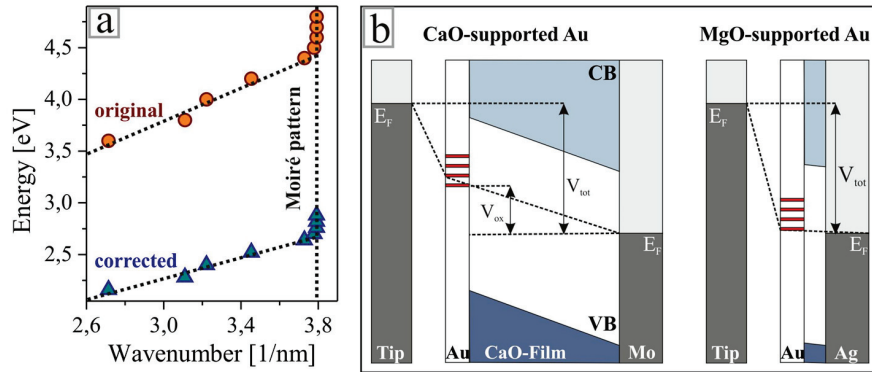 a
Energy [eV]
4,5
4,0
3,5
3,0
2,5
original
corrected
Moiré pattern
2,6 3,0 3,4 3,8
Wavenumber [1/nm]
b
CaO-supported Au
CB
E_F
V_tot
V_ox
E_F
VB
Tip Au CaO-Film Mo
MgO-supported Au
E_F
V_tot
E_F
Tip Au Ag